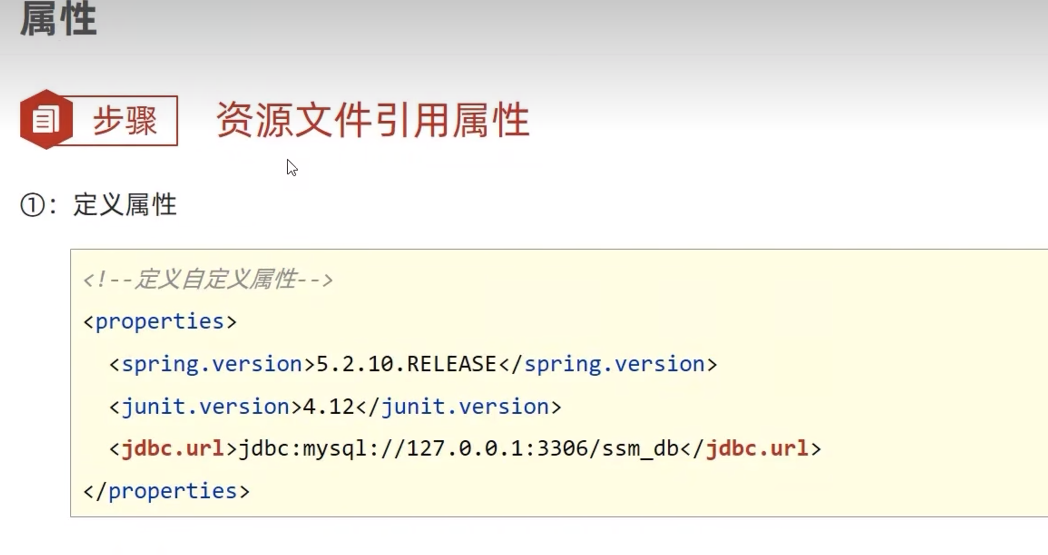 属性
步骤 资源文件引用属性
①：定义属性
<!--定义自定义属性-->
<properties>
<spring.version>5.2.10.RELEASE</spring.version>
<junit.version>4.12</junit.version>
<jdbc.url>jdbc:mysql://127.0.0.1:3306/ssm_db</jdbc.url>
</properties>